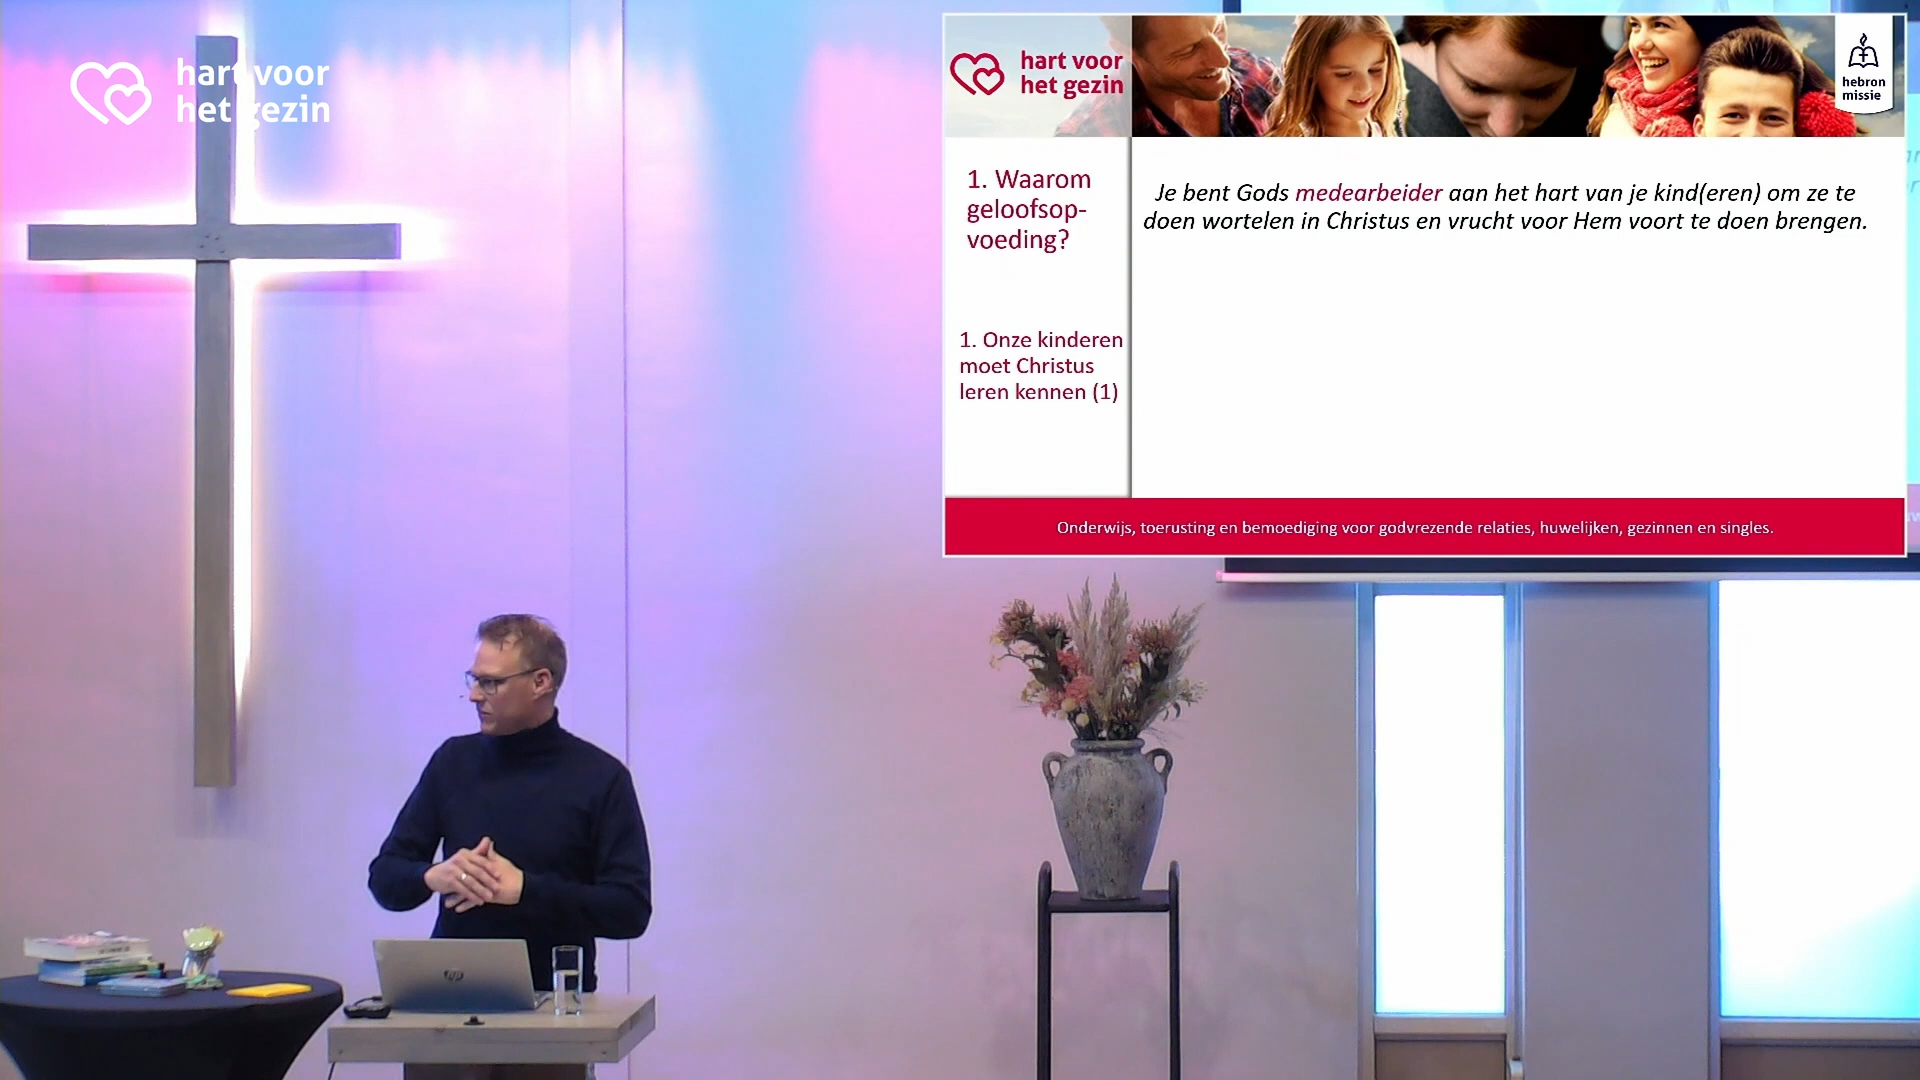 hart voor
het gezin
hart voor
het gezin
hebron
missie
1. Waarom
geloofsop-
voeding?
Je bent Gods medearbeider aan het hart van je kind(eren) om ze te
doen wortelen in Christus en vrucht voor Hem voort te doen brengen.
1. Onze kinderen
moet Christus
leren kennen (1)
Onderwijs, toerusting en bemoediging voor godvrezende relaties, huwelijken, gezinnen en singles.
hp